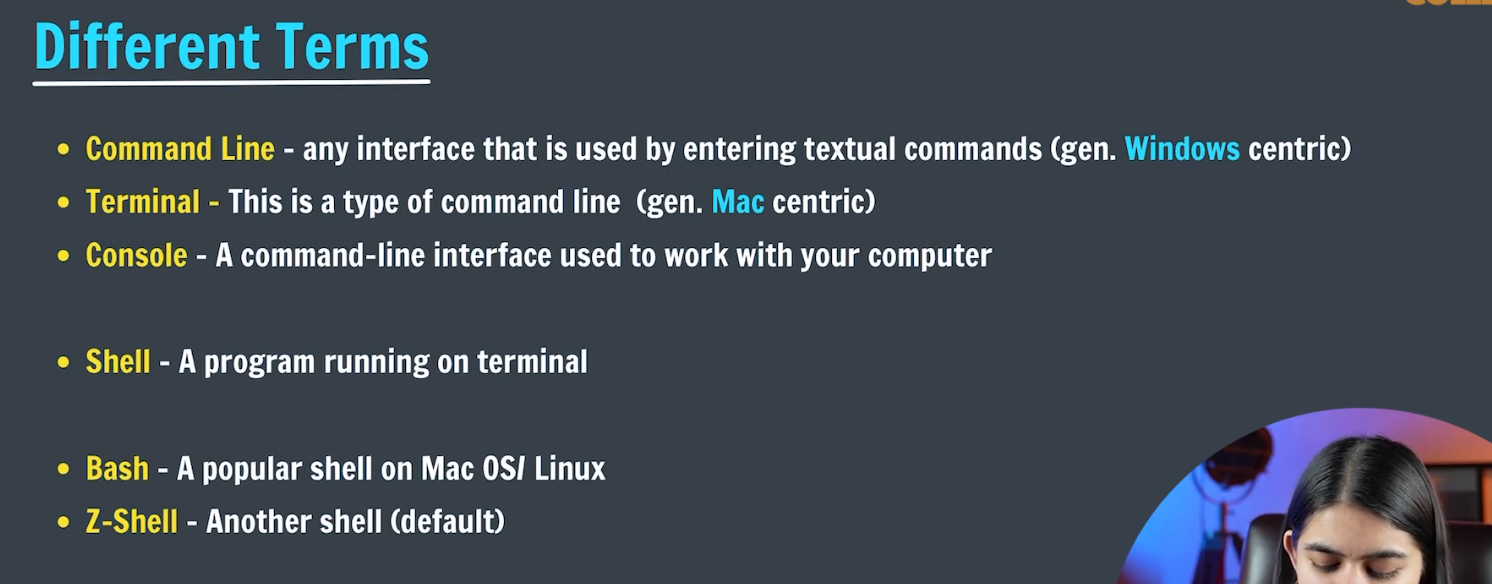 Different Terms
• Command Line - any interface that is used by entering textual commands (gen. Windows centric)
• Terminal - This is a type of command line (gen. Mac centric)
• Console - A command-line interface used to work with your computer
• Shell - A program running on terminal
• Bash - A popular shell on Mac OS/ Linux
• Z-Shell - Another shell (default)